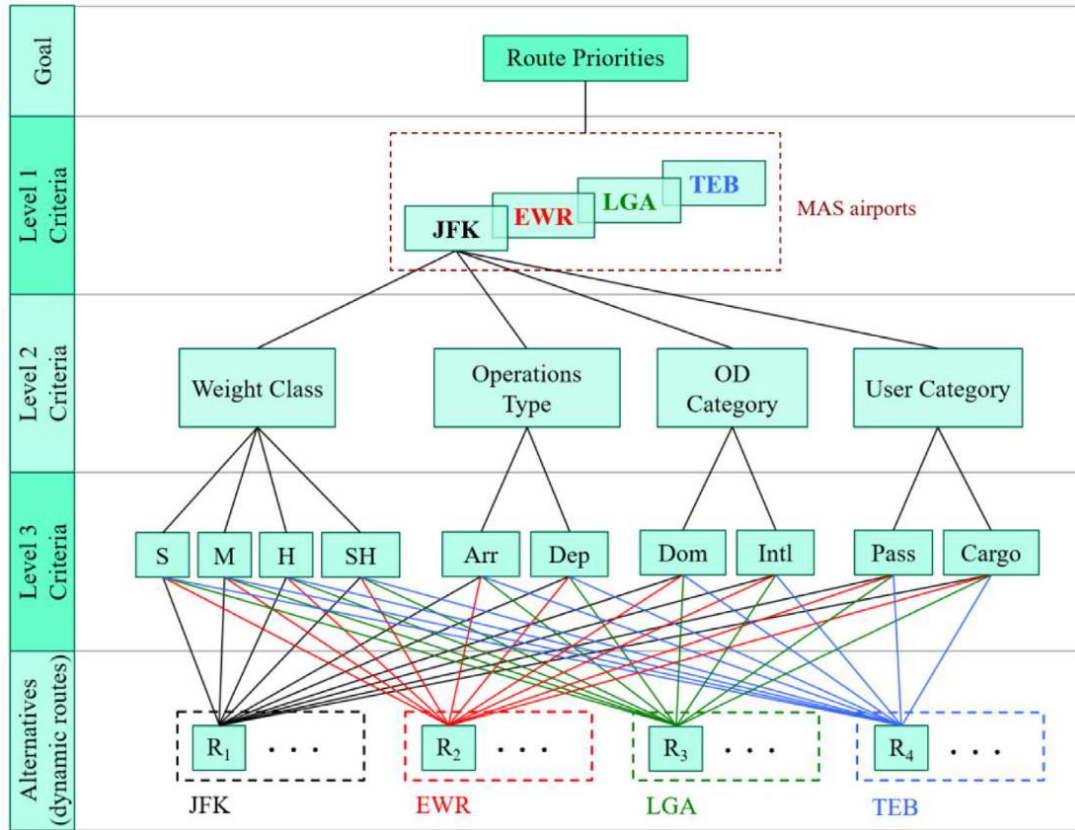 Goal
Route Priorities
Level 1
Criteria
TEB
LGA
EWR
JFK
MAS airports
Level 2
Criteria
Weight Class
Operations
Type
OD
Category
User Category
Level 3
Criteria
S
M
H
SH
Arr
Dep
Dom
Intl
Pass
Cargo
Alternatives
(dynamic routes)
R1 . . .
R2 . . .
R3 . . .
R4 . . .
JFK
EWR
LGA
TEB